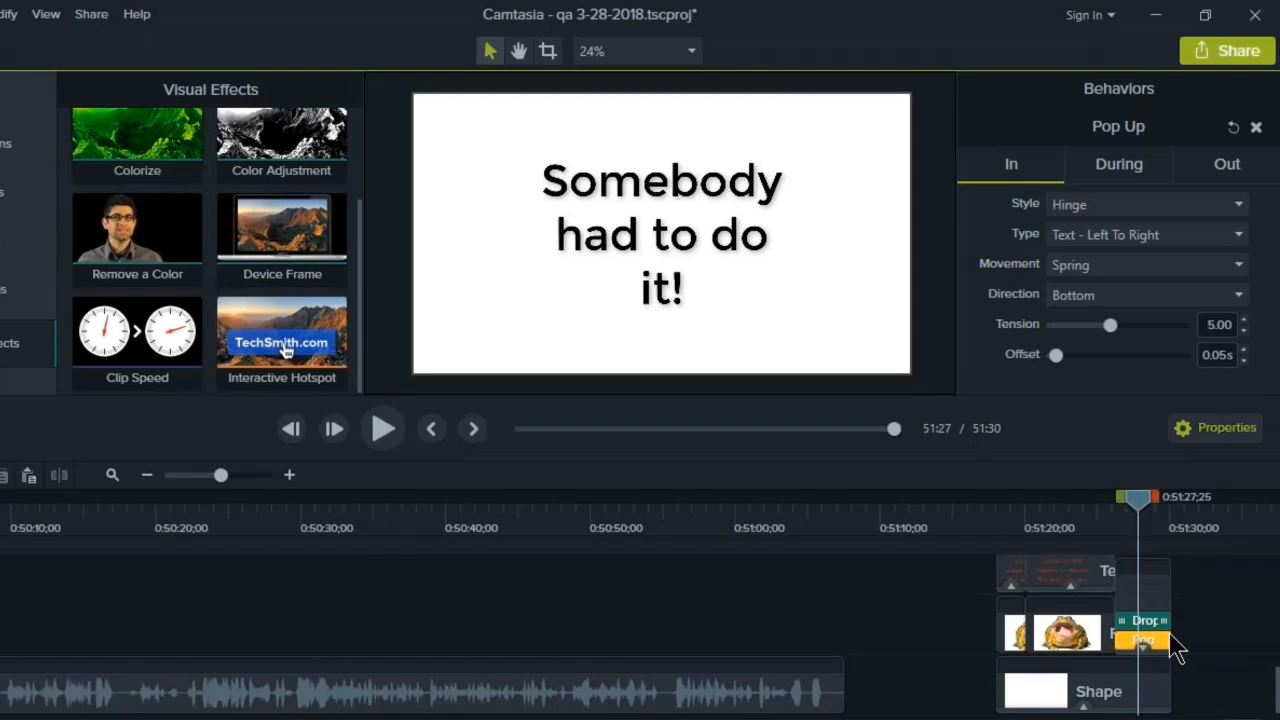 View
Share
Help
Camtasia - qa 3-28-2018.tscproj*
Sign In
24%
Share
Visual Effects
Colorize
Color Adjustment
Remove a Color
Device Frame
TechSmith.com
Clip Speed
Interactive Hotspot
Somebody
had to do
it!
Behaviors
Pop Up
In
During
Out
Style
Hinge
Type
Text - Left To Right
Movement
Spring
Direction
Bottom
Tension
5.00
Offset
0.05s
51:27 / 51:30
Properties
0:51:27;25
0:50:10;00
0:50:20;00
0:50:30;00
0:50:40;00
0:50:50;00
0:51:00;00
0:51:10;00
0:51:20;00
0:51:30;00
Te
Drop
Pop
Shape